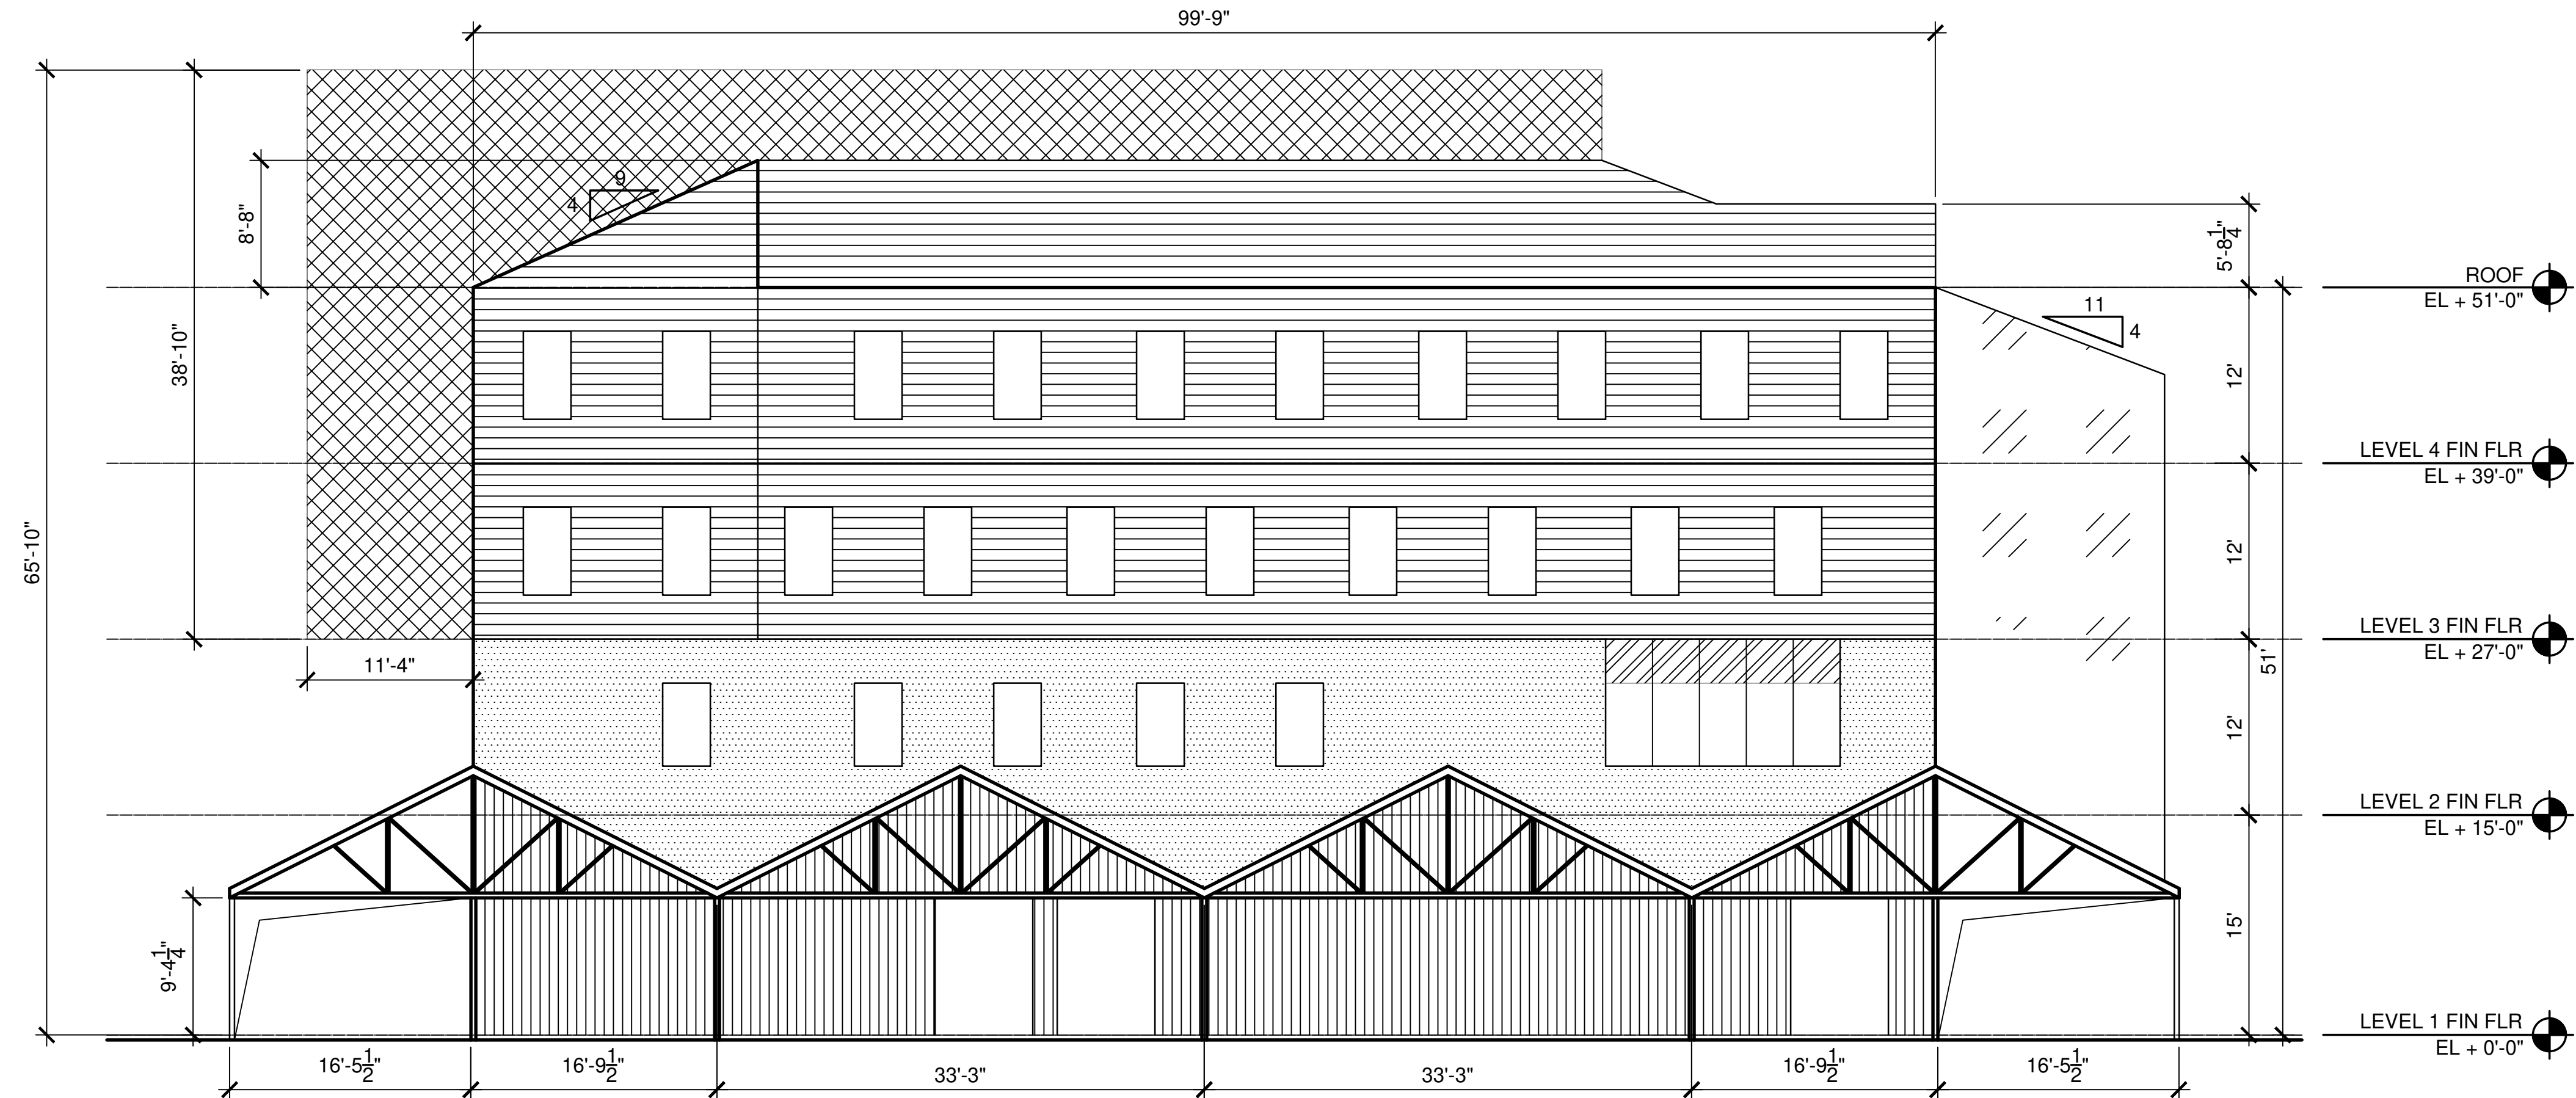 99'-9"
9
4
8'-8"
5'-8 1/4"
ROOF
EL + 51'-0"
11
4
38'-10"
12'
LEVEL 4 FIN FLR
EL + 39'-0"
65'-10"
12'
LEVEL 3 FIN FLR
EL + 27'-0"
51'
11'-4"
12'
LEVEL 2 FIN FLR
EL + 15'-0"
9'-4 1/4"
15'
LEVEL 1 FIN FLR
EL + 0'-0"
16'-5 1/2"
16'-9 1/2"
33'-3"
33'-3"
16'-9 1/2"
16'-5 1/2"